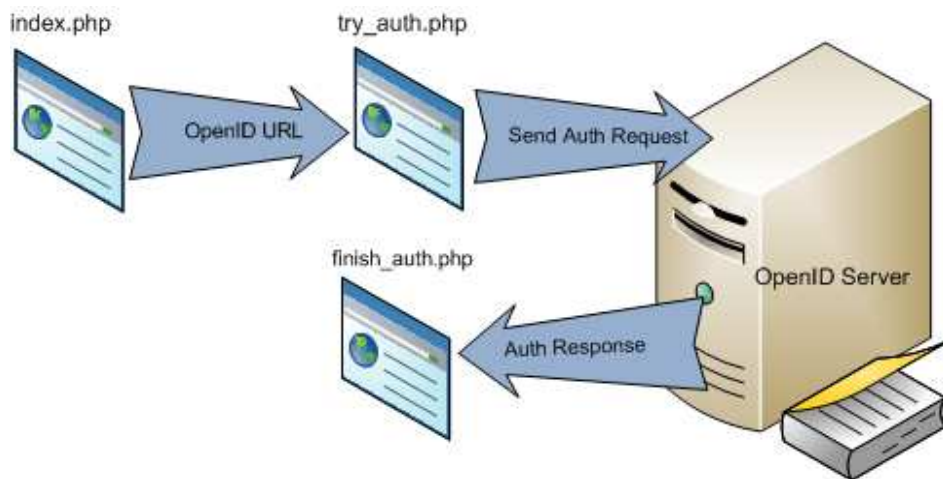 index.php
try_auth.php
OpenID URL
Send Auth Request
finish_auth.php
OpenID Server
Auth Response